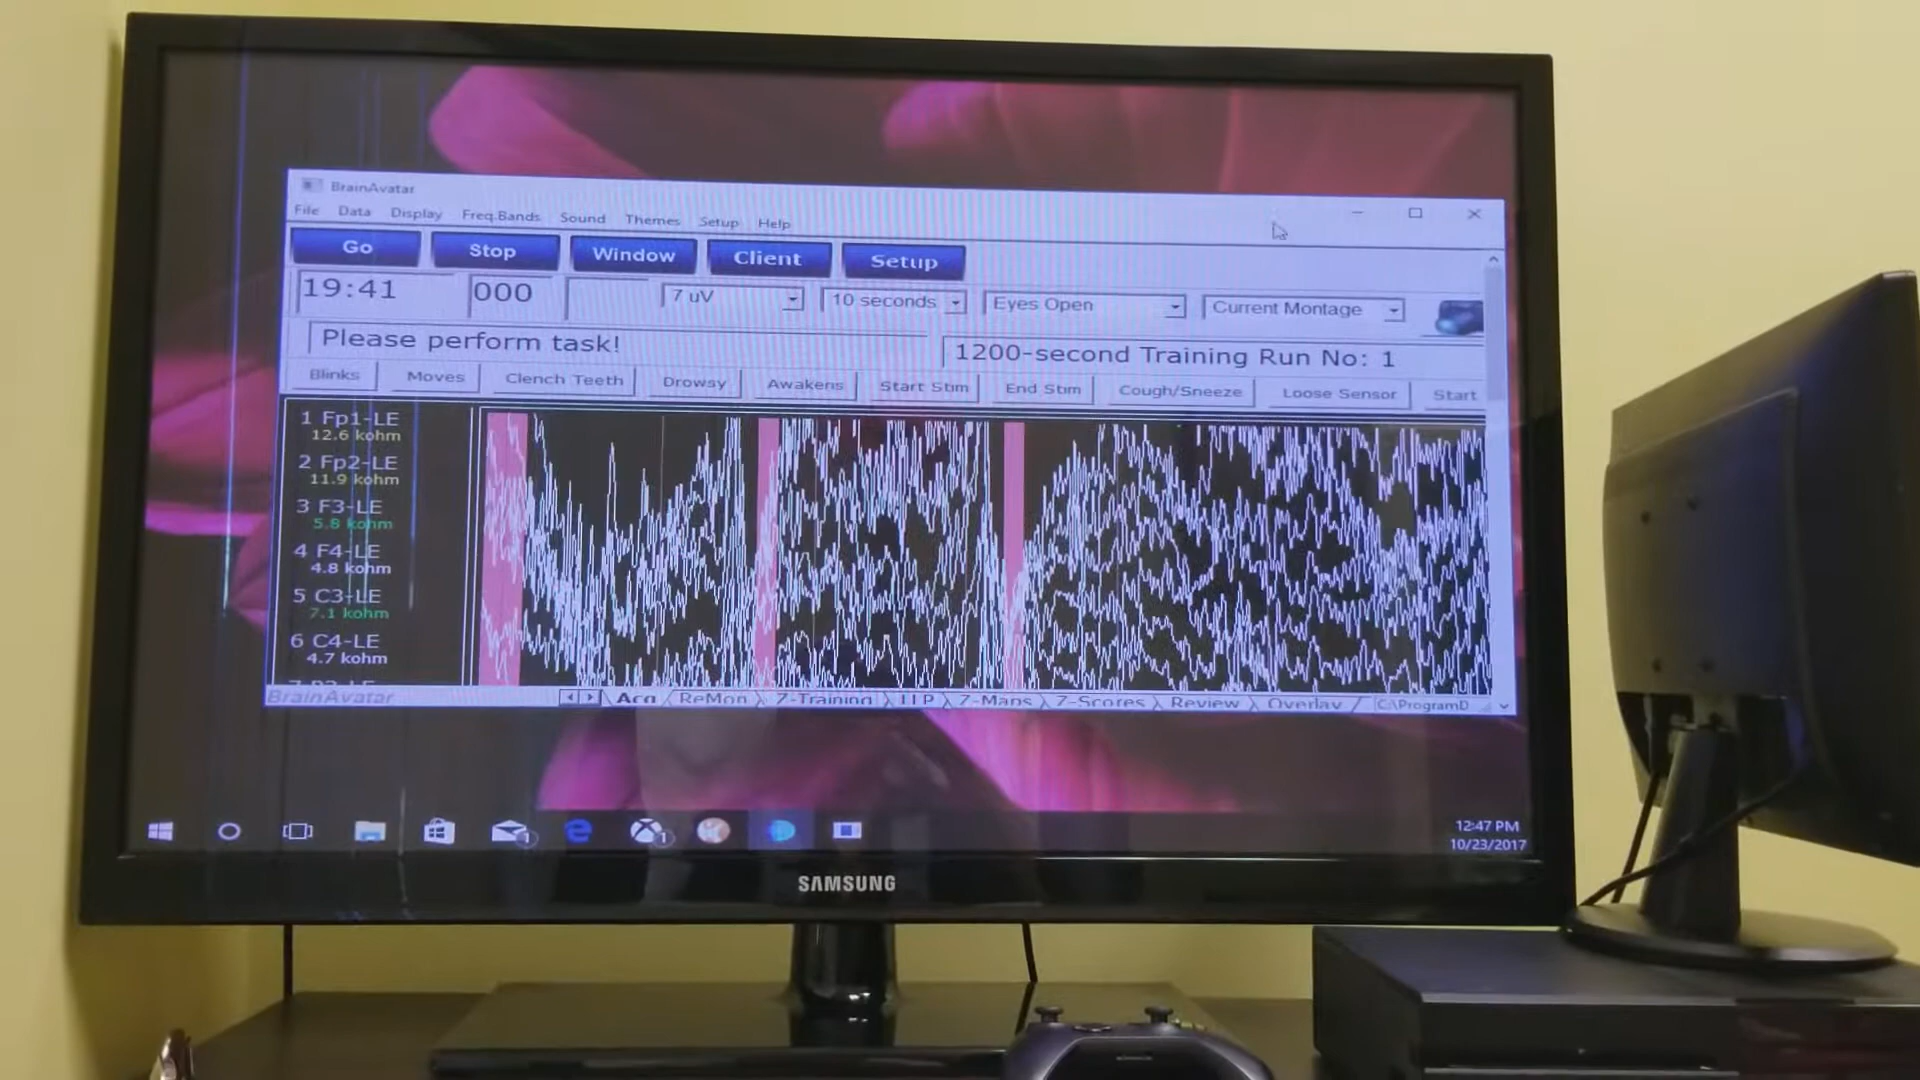 BrainAvatar
File Data Display Freq.Bands Sound Themes Setup Help
Go Stop Window Client Setup
19:41 000 7 uV 10 seconds Eyes Open Current Montage
Please perform task! 1200-second Training Run No: 1
Blinks Moves Clench Teeth Drowsy Awakens Start Stim End Stim Cough/Sneeze Loose Sensor Start
1 Fp1-LE
12.6 kohm
2 Fp2-LE
11.9 kohm
3 F3-LE
5.8 kohm
4 F4-LE
4.8 kohm
5 C3-LE
7.1 kohm
6 C4-LE
4.7 kohm
BrainAvatar Acq ReMon Z-Training Z-Maps Z-Scores Review Overlay C:\ProgramD
1 1
12:47 PM
10/23/2017
SAMSUNG